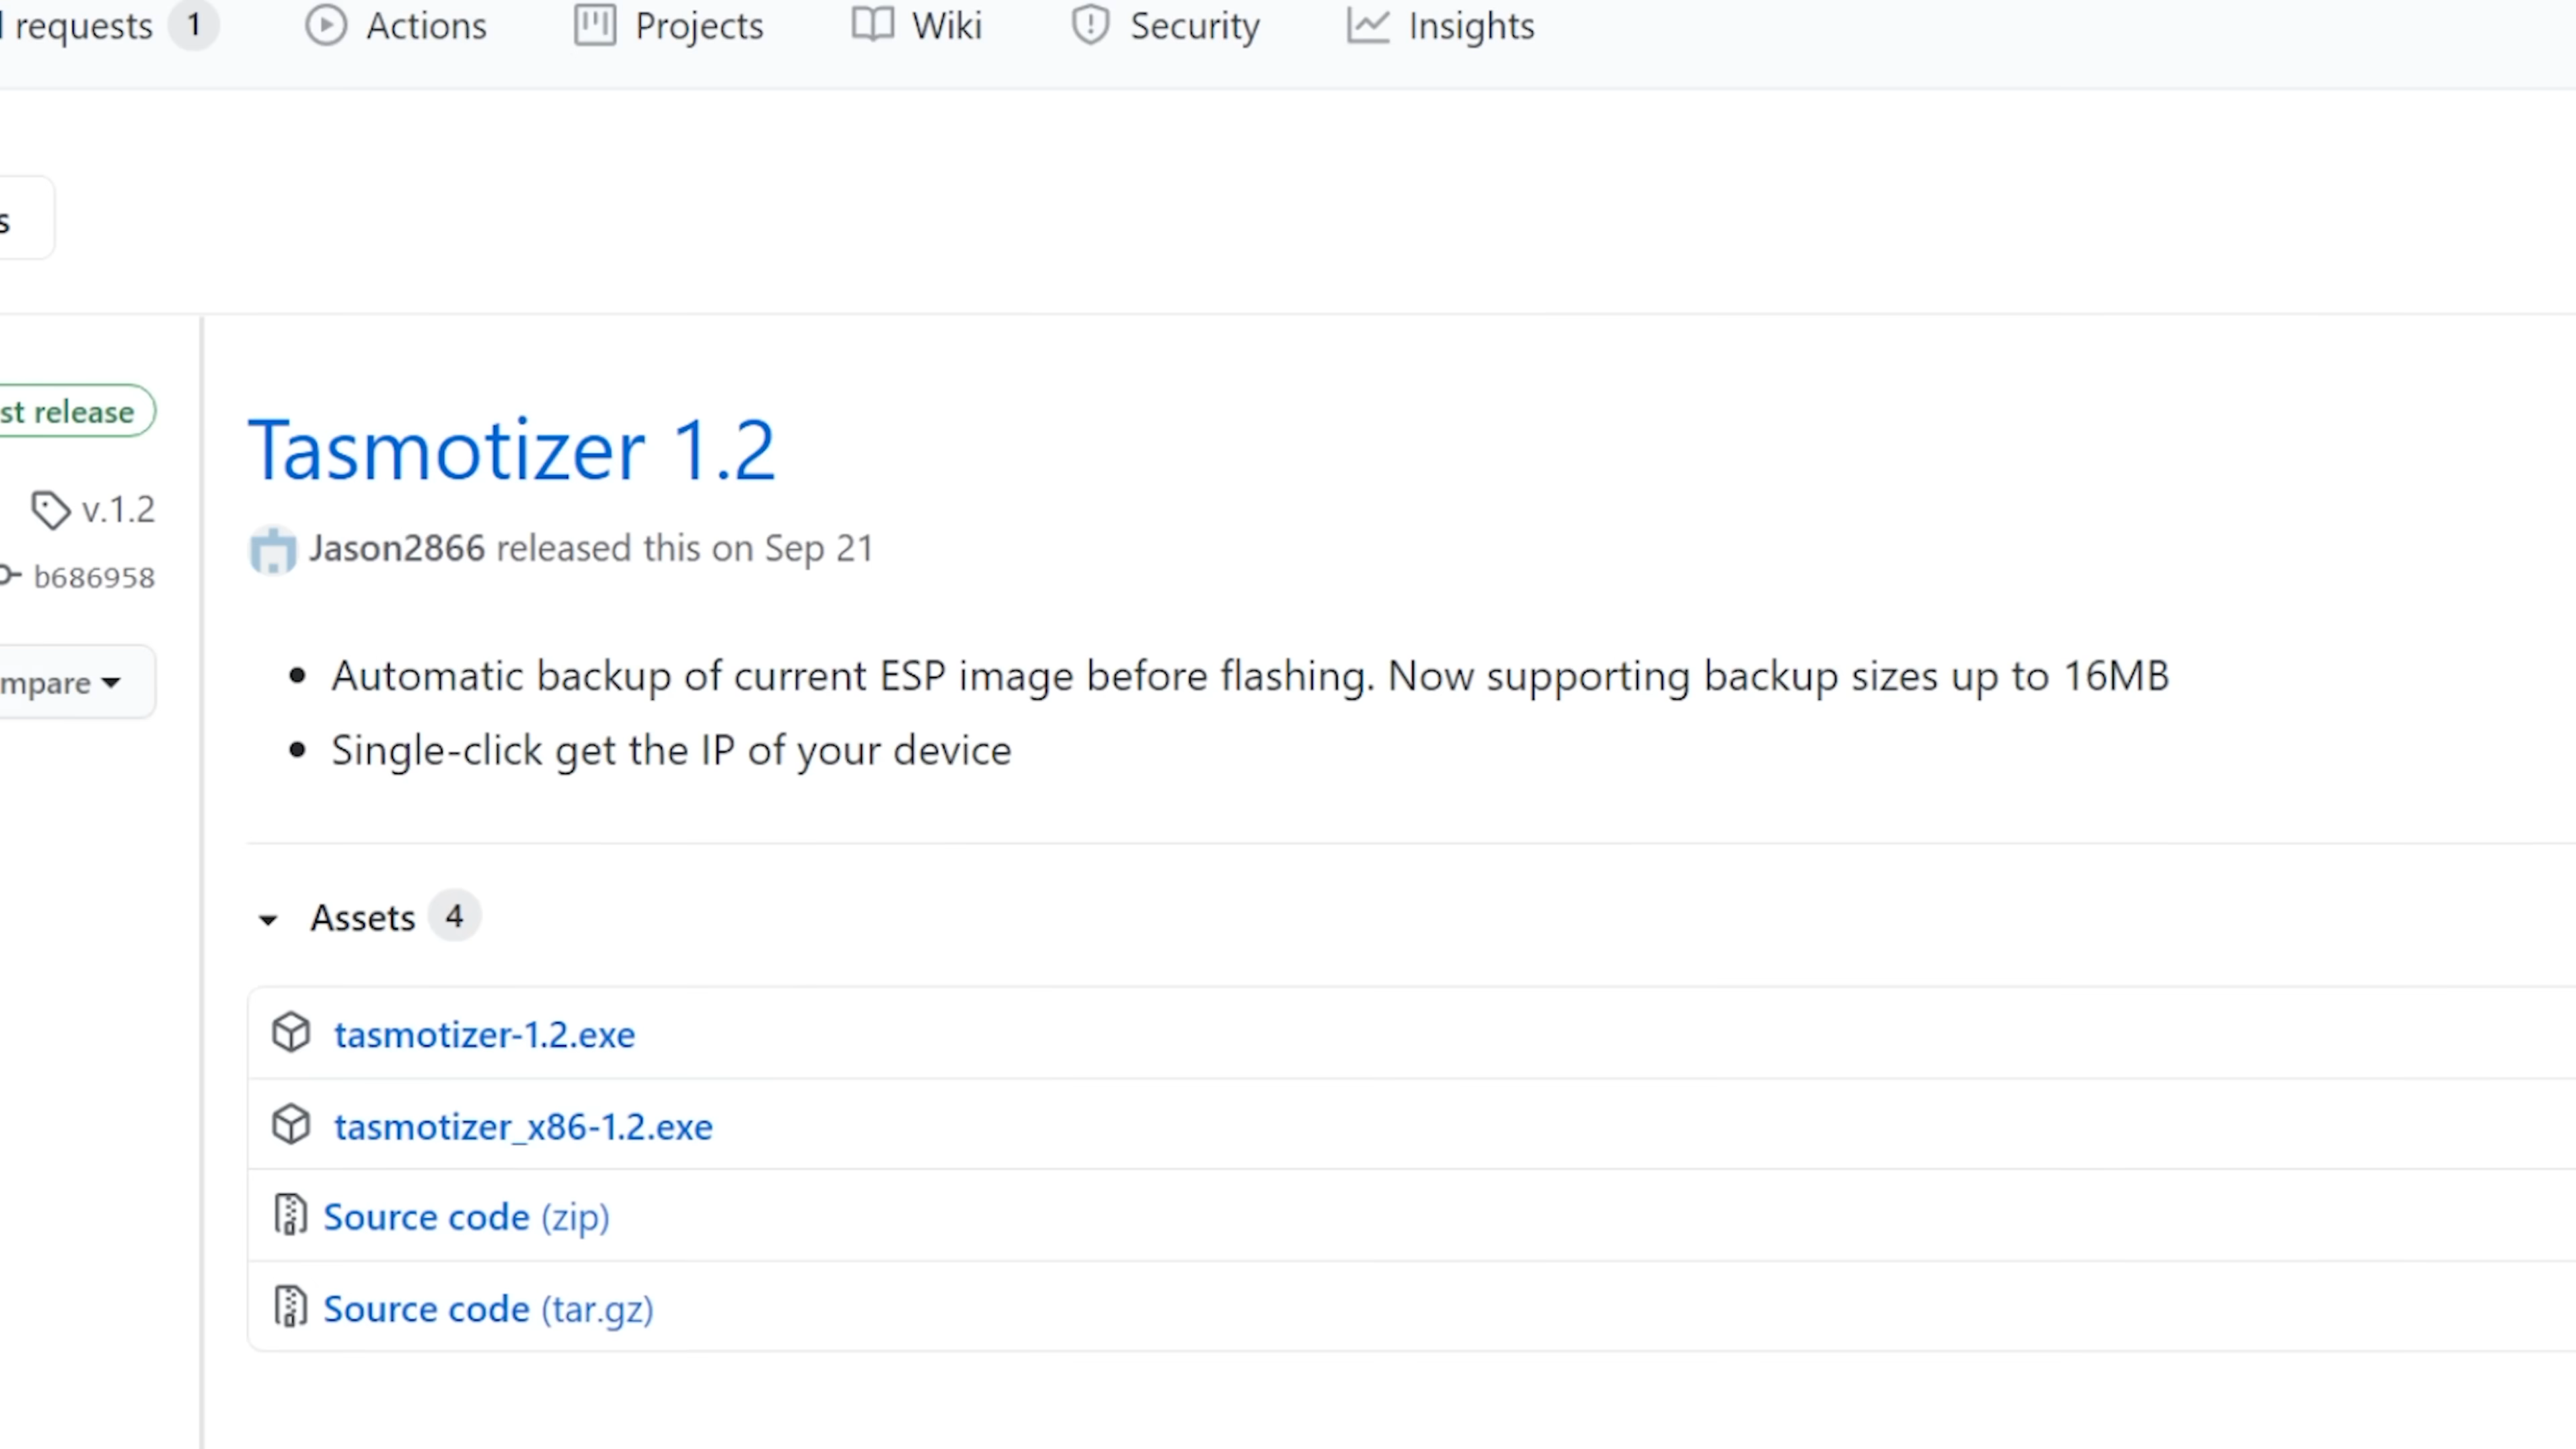 requests 1 Actions Projects Wiki Security Insights
Tasmotizer 1.2
release
v.1.2
Jason2866 released this on Sep 21
b686958
Automatic backup of current ESP image before flashing. Now supporting backup sizes up to 16MB
Single-click get the IP of your device
Assets 4
tasmotizer-1.2.exe
tasmotizer_x86-1.2.exe
Source code (zip)
Source code (tar.gz)